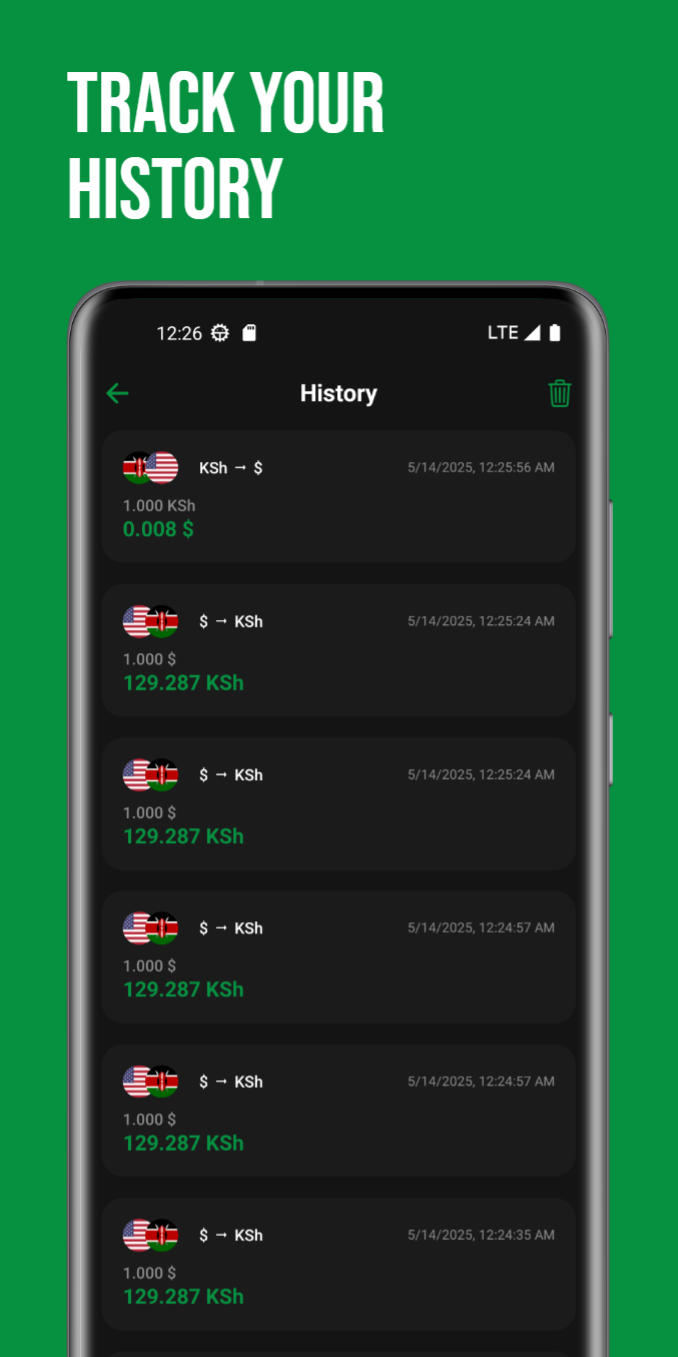 TRACK YOUR
HISTORY
12:26 LTE
History
KSh → $ 5/14/2025, 12:25:56 AM
1.000 KSh
0.008 $
$ → KSh 5/14/2025, 12:25:24 AM
1.000 $
129.287 KSh
$ → KSh 5/14/2025, 12:25:24 AM
1.000 $
129.287 KSh
$ → KSh 5/14/2025, 12:24:57 AM
1.000 $
129.287 KSh
$ → KSh 5/14/2025, 12:24:57 AM
1.000 $
129.287 KSh
$ → KSh 5/14/2025, 12:24:35 AM
1.000 $
129.287 KSh